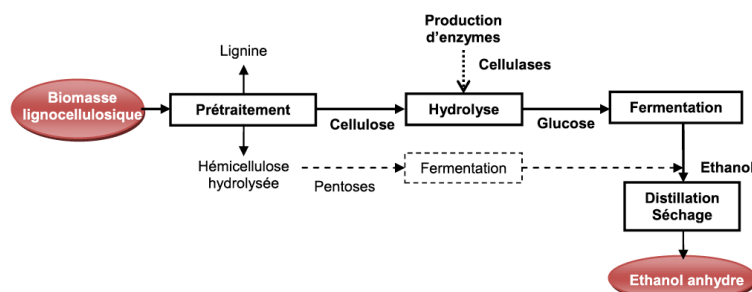 Production
d'enzymes
Lignine
Cellulases
Biomasse
lignocellulosique
Prétraitement
Hydrolyse
Fermentation
Cellulose
Glucose
Hémicellulose
hydrolysée
Pentoses
Fermentation
Ethanol
Distillation
Séchage
Ethanol anhydre